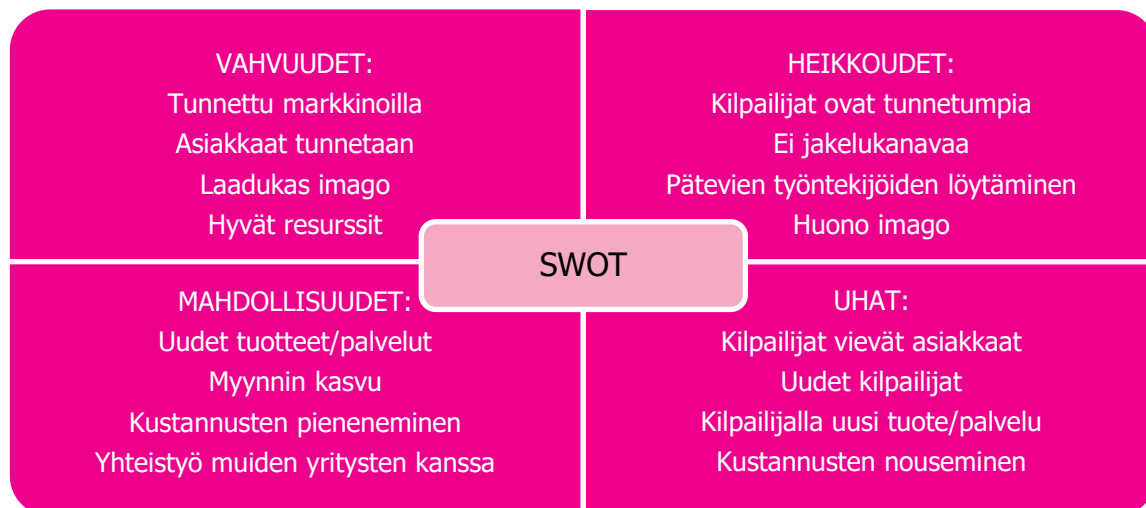 VAHVUUDET:
Tunnettu markkinoilla
Asiakkaat tunnetaan
Laadukas imago
Hyvät resurssit
HEIKKOUDET:
Kilpailijat ovat tunnetumpia
Ei jakelukanavaa
Pätevien työntekijöiden löytäminen
Huono imago
SWOT
MAHDOLLISUUDET:
Uudet tuotteet/palvelut
Myynnin kasvu
Kustannusten pieneneminen
Yhteistyö muiden yritysten kanssa
UHAT:
Kilpailijat vievät asiakkaat
Uudet kilpailijat
Kilpailijalla uusi tuote/palvelu
Kustannusten nouseminen